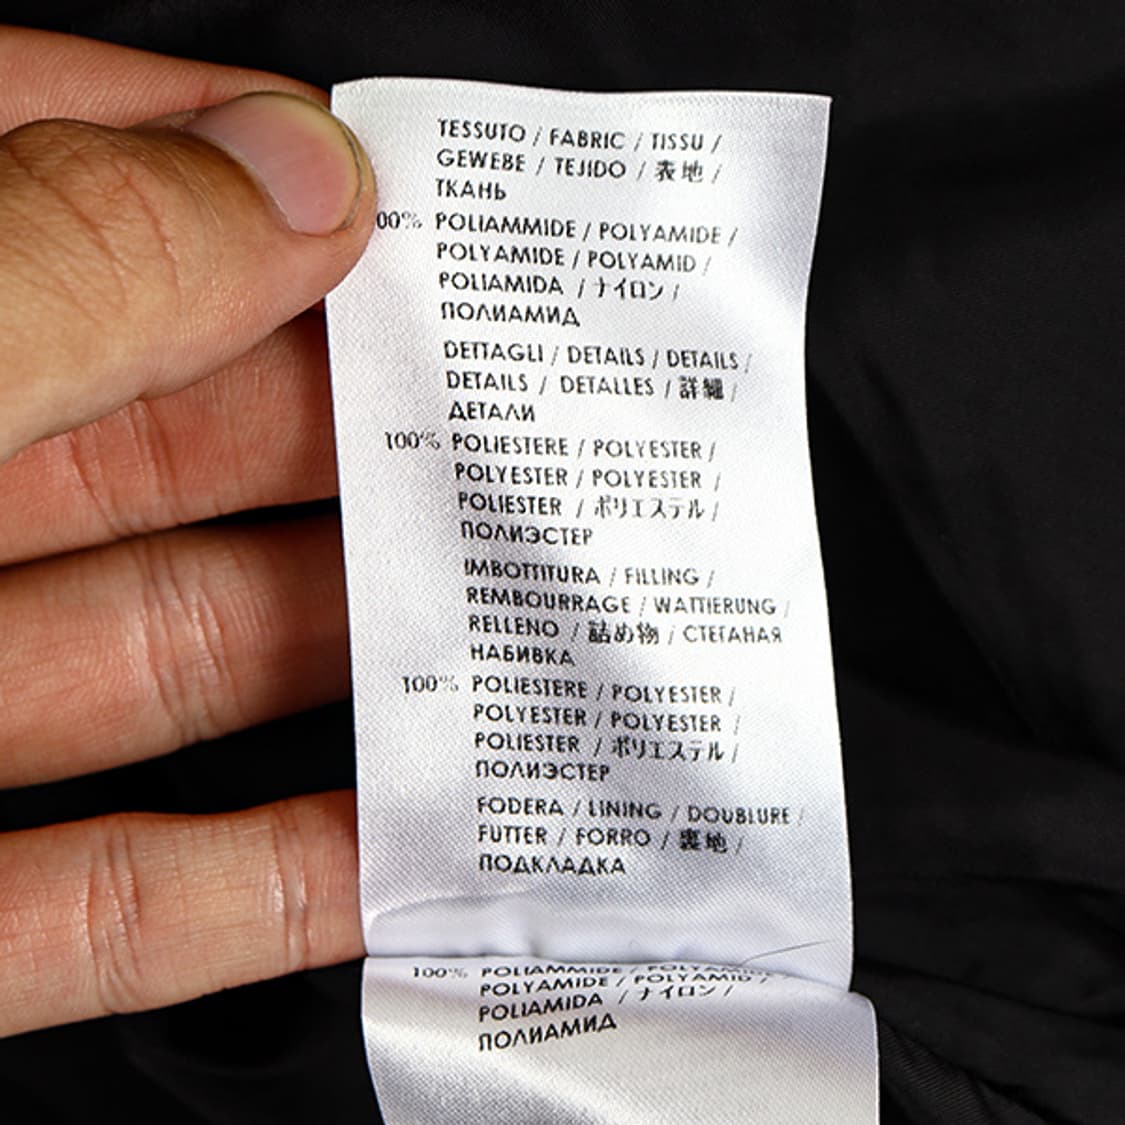 TESSUTO / FABRIC / TISSU /
GEWEBE / TEJIDO / 表地 /
ТКАНЬ
00% POLIAMMIDE / POLYAMIDE /
POLYAMIDE / POLYAMID /
POLIAMIDA / ナイロン /
ПОЛИАМИД
DETTAGLI / DETAILS / DETAILS /
DETAILS / DETALLES / 詳細 /
ДЕТАЛИ
100% POLIESTERE / POLYESTER /
POLYESTER / POLYESTER /
POLIESTER / ポリエステル /
ПОЛИЭСТЕР
IMBOTTITURA / FILLING /
REMBOURRAGE / WATTIERUNG /
RELLENO / 詰め物 / СТЕГАНАЯ
НАБИВКА
100% POLIESTERE / POLYESTER /
POLYESTER / POLYESTER /
POLIESTER / ポリエステル /
ПОЛИЭСТЕР
FODERA / LINING / DOUBLURE /
FUTTER / FORRO / 裏地 /
ПОДКЛАДКА
100% POLIAMMIDE / POLYAMIDE
POLYAMIDE / POLYAMID /
POLIAMIDA / ナイロン /
ПОЛИАМИД